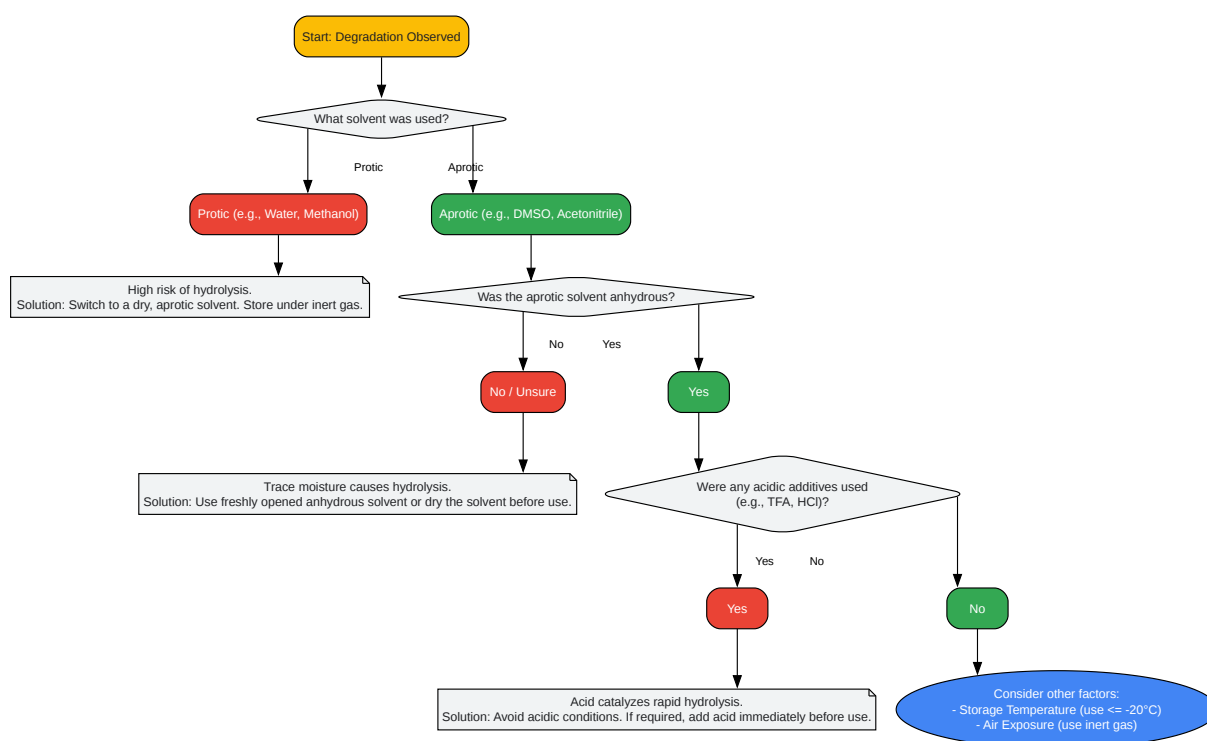 Start: Degradation Observed
What solvent was used?
Protic
Aprotic
Protic (e.g., Water, Methanol)
Aprotic (e.g., DMSO, Acetonitrile)
High risk of hydrolysis.
Solution: Switch to a dry, aprotic solvent. Store under inert gas.
Was the aprotic solvent anhydrous?
No
Yes
No / Unsure
Yes
Trace moisture causes hydrolysis.
Solution: Use freshly opened anhydrous solvent or dry the solvent before use.
Were any acidic additives used
(e.g., TFA, HCl)?
Yes
No
Yes
No
Acid catalyzes rapid hydrolysis.
Solution: Avoid acidic conditions. If required, add acid immediately before use.
Consider other factors:
- Storage Temperature (use <= -20°C)
- Air Exposure (use inert gas)